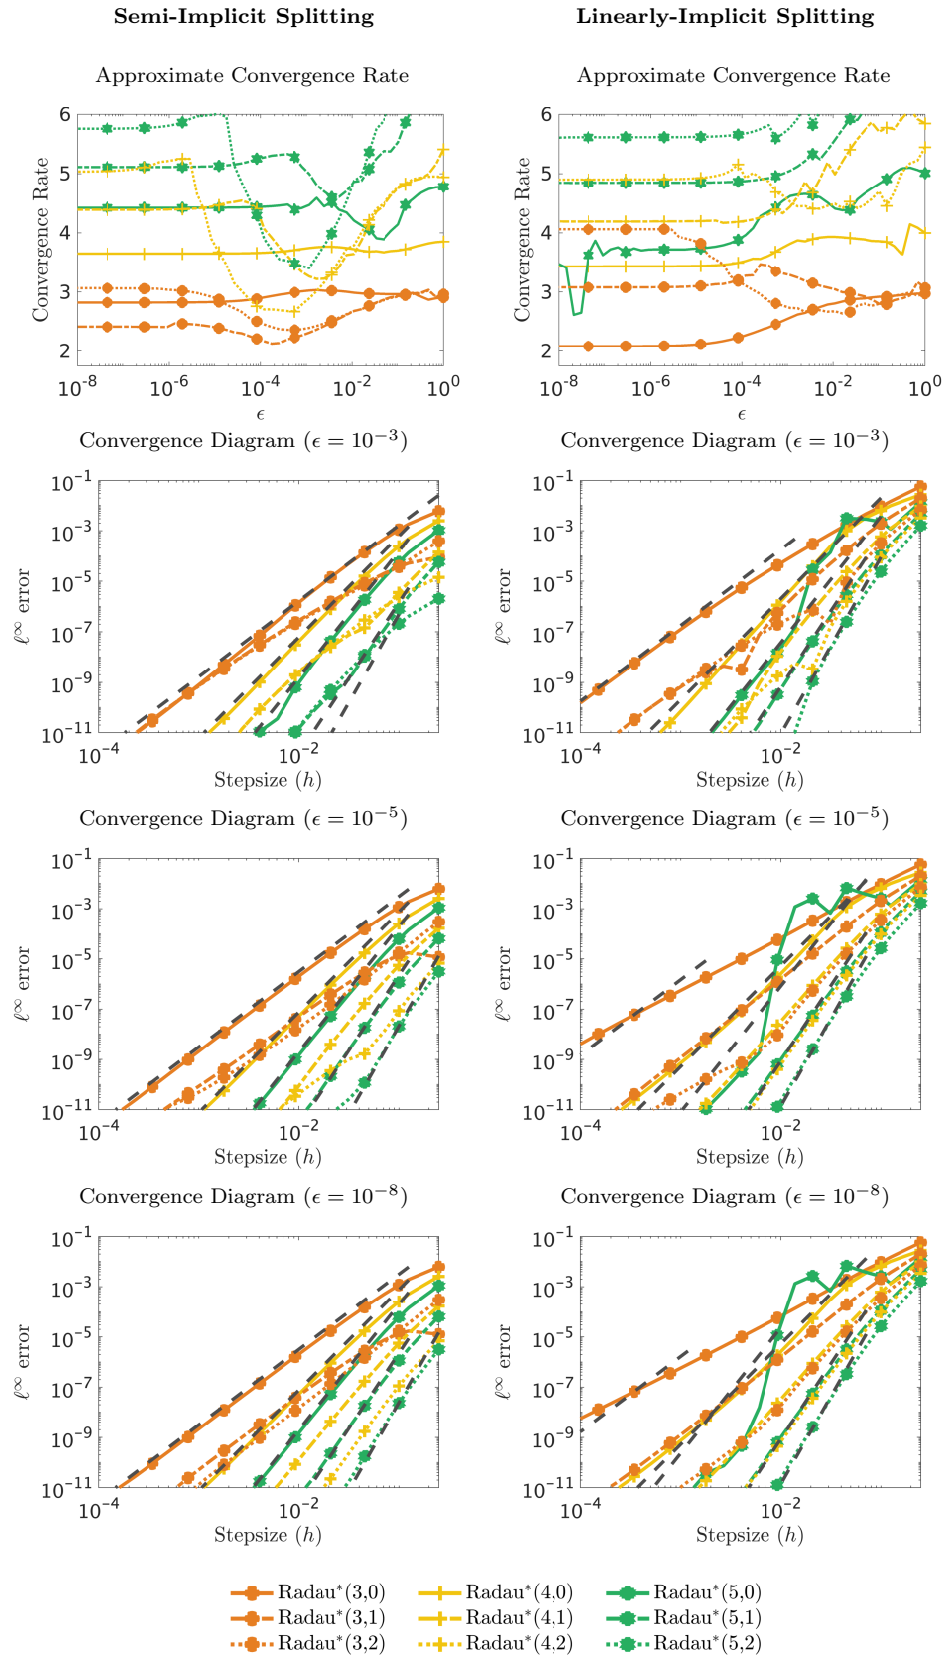 Semi-Implicit Splitting
Linearly-Implicit Splitting
Approximate Convergence Rate
Approximate Convergence Rate
Convergence Rate
6
5
4
3
2
10^-8
10^-6
10^-4
10^-2
10^0
ϵ
Convergence Rate
6
5
4
3
2
10^-8
10^-6
10^-4
10^-2
10^0
ϵ
Convergence Diagram (ϵ = 10^-3)
Convergence Diagram (ϵ = 10^-3)
ℓ^∞ error
10^-1
10^-3
10^-5
10^-7
10^-9
10^-11
10^-4
10^-2
Stepsize (h)
ℓ^∞ error
10^-1
10^-3
10^-5
10^-7
10^-9
10^-11
10^-4
10^-2
Stepsize (h)
Convergence Diagram (ϵ = 10^-5)
Convergence Diagram (ϵ = 10^-5)
ℓ^∞ error
10^-1
10^-3
10^-5
10^-7
10^-9
10^-11
10^-4
10^-2
Stepsize (h)
ℓ^∞ error
10^-1
10^-3
10^-5
10^-7
10^-9
10^-11
10^-4
10^-2
Stepsize (h)
Convergence Diagram (ϵ = 10^-8)
Convergence Diagram (ϵ = 10^-8)
ℓ^∞ error
10^-1
10^-3
10^-5
10^-7
10^-9
10^-11
10^-4
10^-2
Stepsize (h)
ℓ^∞ error
10^-1
10^-3
10^-5
10^-7
10^-9
10^-11
10^-4
10^-2
Stepsize (h)
Radau*(3,0)
Radau*(4,0)
Radau*(5,0)
Radau*(3,1)
Radau*(4,1)
Radau*(5,1)
Radau*(3,2)
Radau*(4,2)
Radau*(5,2)